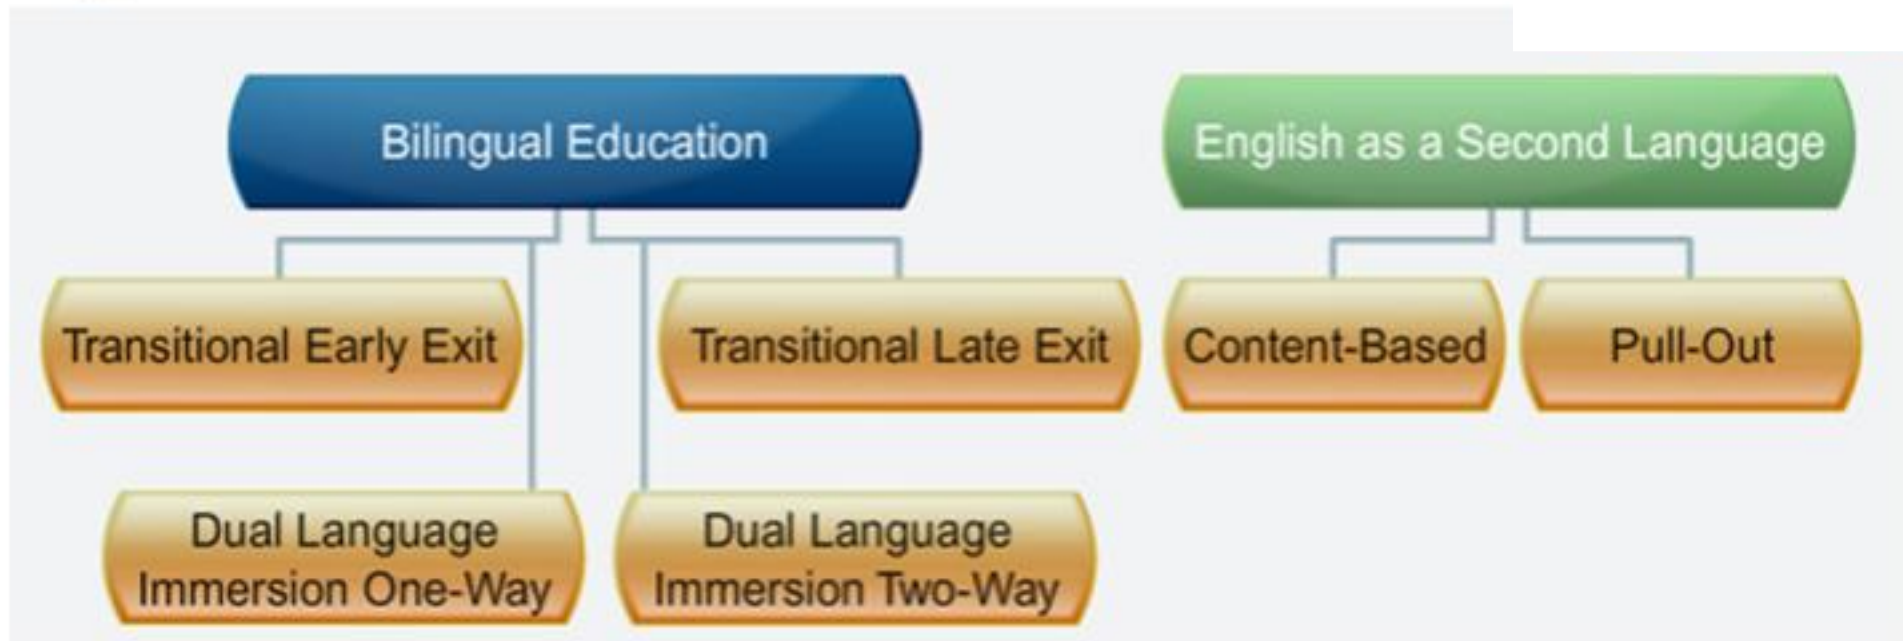 Bilingual Education
English as a Second Language
Transitional Early Exit
Transitional Late Exit
Content-Based
Pull-Out
Dual Language
Immersion One-Way
Dual Language
Immersion Two-Way